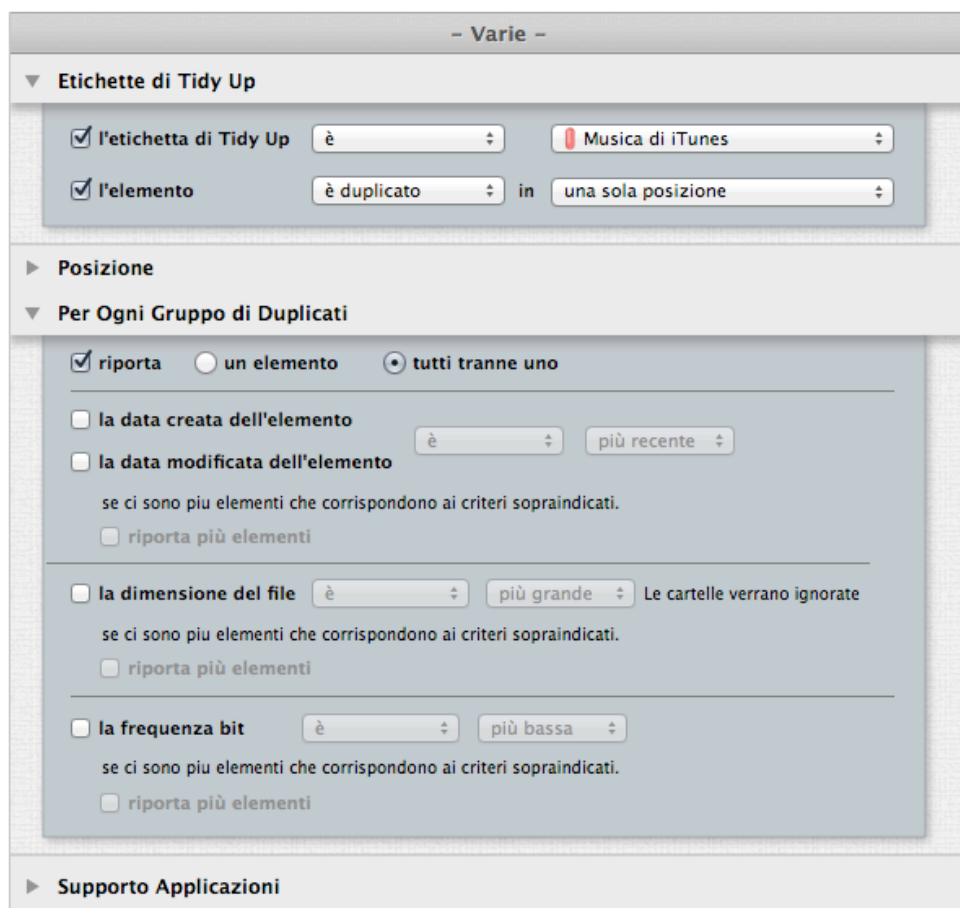 – Varie –
Etichette di Tidy Up
l'etichetta di Tidy Up è Musica di iTunes
l'elemento è duplicato in una sola posizione
Posizione
Per Ogni Gruppo di Duplicati
riporta un elemento tutti tranne uno
la data creata dell'elemento
è più recente
la data modificata dell'elemento
se ci sono piu elementi che corrispondono ai criteri sopraindicati.
riporta più elementi
la dimensione del file è più grande Le cartelle verrano ignorate
se ci sono piu elementi che corrispondono ai criteri sopraindicati.
riporta più elementi
la frequenza bit è più bassa
se ci sono piu elementi che corrispondono ai criteri sopraindicati.
riporta più elementi
Supporto Applicazioni